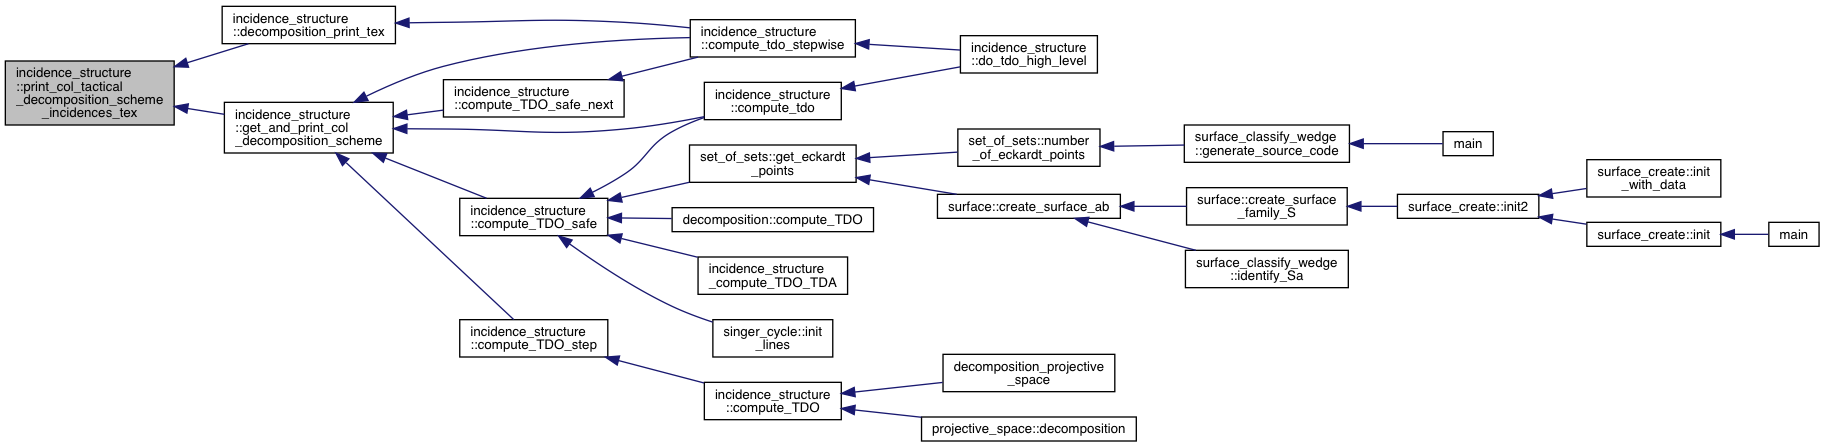 incidence_structure
::print_col_tactical
_decomposition_scheme
_incidences_tex
incidence_structure
::decomposition_print_tex
incidence_structure
::get_and_print_col
_decomposition_scheme
incidence_structure
::compute_tdo_stepwise
incidence_structure
::do_tdo_high_level
incidence_structure
::compute_TDO_safe_next
incidence_structure
::compute_tdo
incidence_structure
::compute_TDO_safe
set_of_sets::get_eckardt
_points
set_of_sets::number
_of_eckardt_points
surface_classify_wedge
::generate_source_code
main
surface::create_surface_ab
surface::create_surface
_family_S
surface_create::init2
surface_create::init
_with_data
surface_create::init
main
surface_classify_wedge
::identify_Sa
decomposition::compute_TDO
incidence_structure
_compute_TDO_TDA
singer_cycle::init
_lines
incidence_structure
::compute_TDO_step
incidence_structure
::compute_TDO
decomposition_projective
_space
projective_space::decomposition